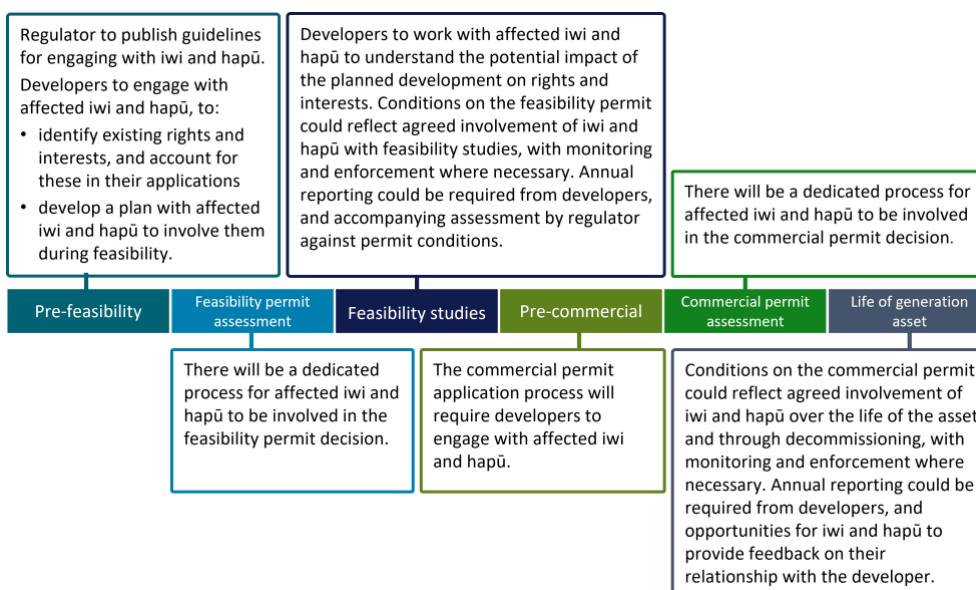 Regulator to publish guidelines
for engaging with iwi and hapū.
Developers to engage with
affected iwi and hapū, to:
• identify existing rights and
interests, and account for
these in their applications
• develop a plan with affected
iwi and hapū to involve them
during feasibility.
Developers to work with affected iwi and
hapū to understand the potential impact of
the planned development on rights and
interests. Conditions on the feasibility permit
could reflect agreed involvement of iwi and
hapū with feasibility studies, with monitoring
and enforcement where necessary. Annual
reporting could be required from developers,
and accompanying assessment by regulator
against permit conditions.
There will be a dedicated process for
affected iwi and hapū to be involved
in the commercial permit decision.
Pre-feasibility
Feasibility permit
assessment
Feasibility studies
Pre-commercial
Commercial permit
assessment
Life of generation
asset
There will be a dedicated
process for affected iwi and
hapū to be involved in the
feasibility permit decision.
The commercial permit
application process will
require developers to
engage with affected iwi
and hapū.
Conditions on the commercial permit
could reflect agreed involvement of
iwi and hapū over the life of the asset
and through decommissioning, with
monitoring and enforcement where
necessary. Annual reporting could be
required from developers, and
opportunities for iwi and hapū to
provide feedback on their
relationship with the developer.